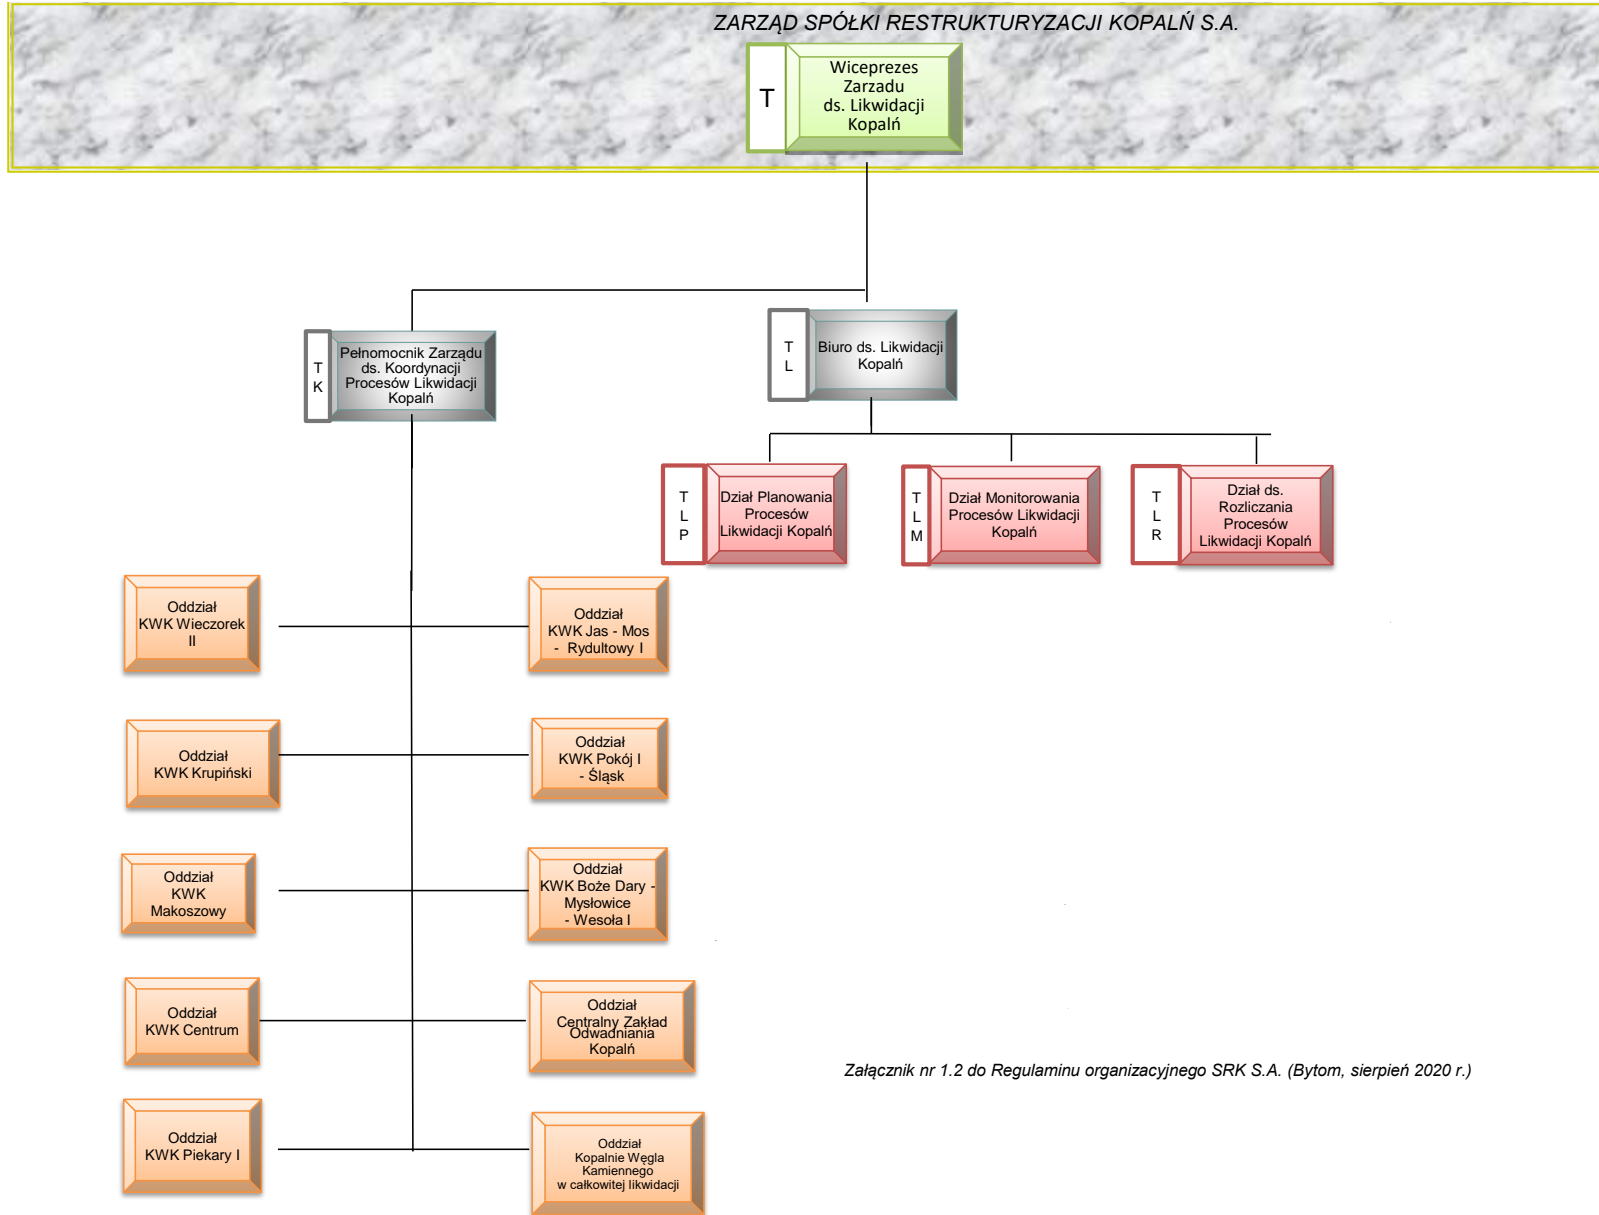 ZARZĄD SPÓŁKI RESTRUKTURYZACJI KOPALŃ S.A.
T
Wiceprezes
Zarzadu
ds. Likwidacji
Kopalń
T
K
Pełnomocnik Zarządu
ds. Koordynacji
Procesów Likwidacji
Kopalń
T
L
Biuro ds. Likwidacji
Kopalń
T
L
P
Dział Planowania
Procesów
Likwidacji Kopalń
T
L
M
Dział Monitorowania
Procesów Likwidacji
Kopalń
T
L
R
Dział ds.
Rozliczania
Procesów
Likwidacji Kopalń
Oddział
KWK Wieczorek
II
Oddział
KWK Jas - Mos
- Rydultowy I
Oddział
KWK Krupiński
Oddział
KWK Pokój I
- Śląsk
Oddział
KWK
Makoszowy
Oddział
KWK Boże Dary -
Mysłowice
- Wesoła I
Oddział
KWK Centrum
Oddział
Centralny Zakład
Odwadniania
Kopalń
Załącznik nr 1.2 do Regulaminu organizacyjnego SRK S.A. (Bytom, sierpień 2020 r.)
Oddział
KWK Piekary I
Oddział
Kopalnie Węgla
Kamiennego
w całkowitej likwidacji